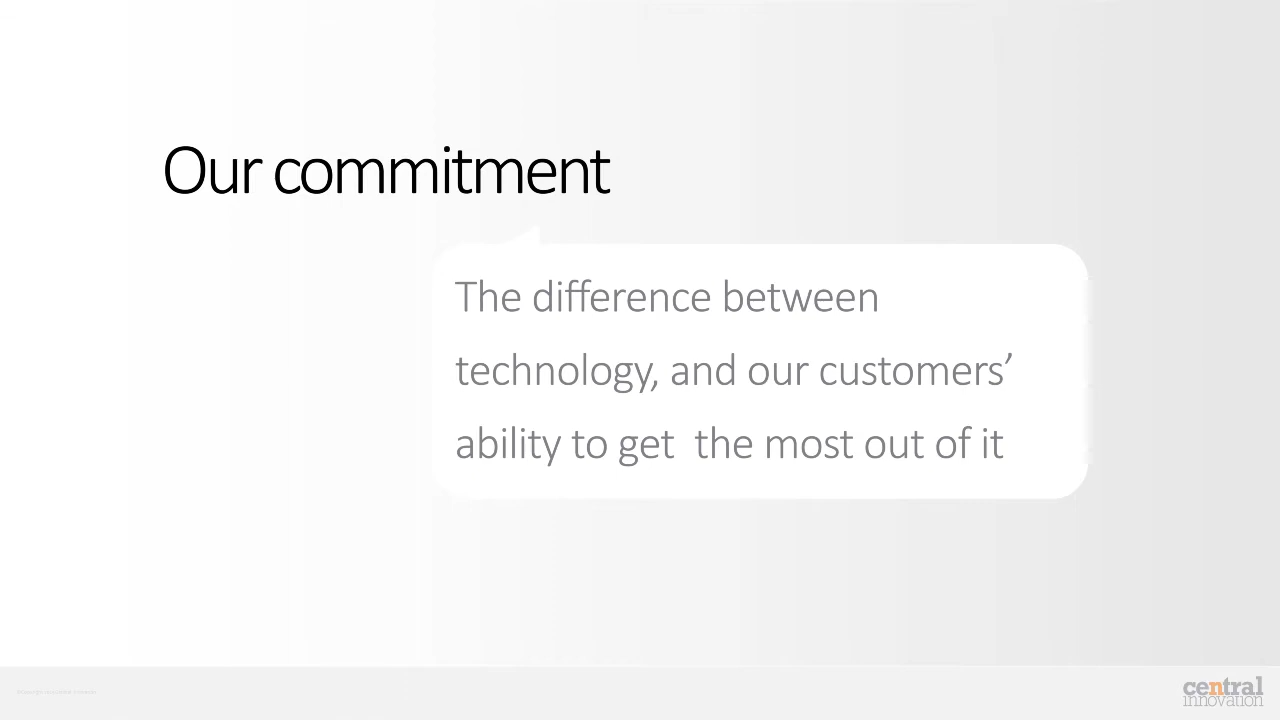 Our commitment
The difference between
technology, and our customers’
ability to get  the most out of it
central
innovation